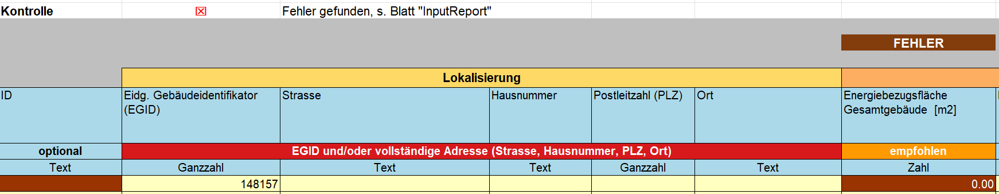 Kontrolle ☒ Fehler gefunden, s. Blatt "InputReport"
FEHLER
Lokalisierung
ID
Eidg. Gebäudeidentifikator
(EGID)
Strasse
Hausnummer
Postleitzahl (PLZ)
Ort
Energiebezugsfläche
Gesamtgebäude [m2]
optional
EGID und/oder vollständige Adresse (Strasse, Hausnummer, PLZ, Ort)
empfohlen
Text Ganzzahl Text Text Ganzzahl Text Zahl
148157 0.00